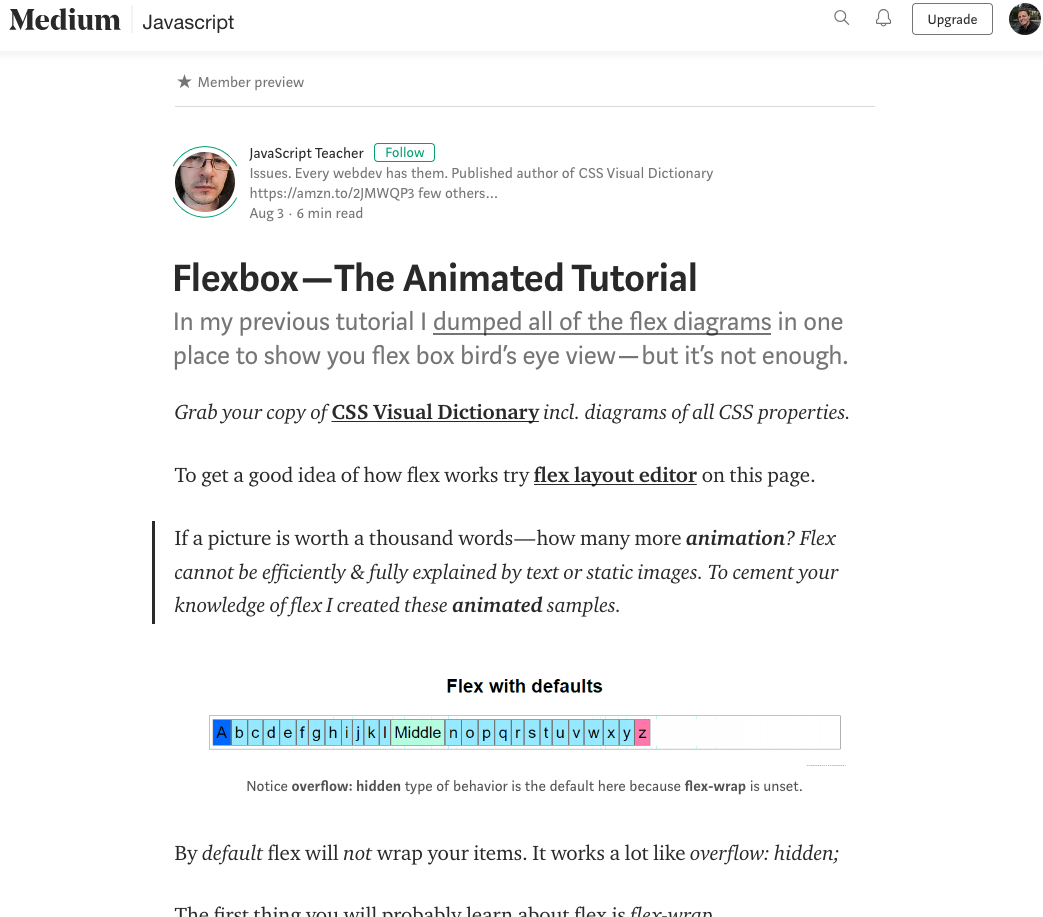 Medium Javascript Upgrade
★ Member preview
JavaScript Teacher Follow
Issues. Every webdev has them. Published author of CSS Visual Dictionary
https://amzn.to/2JMWQP3 few others…
Aug 3 · 6 min read
Flexbox — The Animated Tutorial
In my previous tutorial I dumped all of the flex diagrams in one
place to show you flex box bird’s eye view — but it’s not enough.
Grab your copy of CSS Visual Dictionary incl. diagrams of all CSS properties.
To get a good idea of how flex works try flex layout editor on this page.
If a picture is worth a thousand words — how many more animation? Flex
cannot be efficiently & fully explained by text or static images. To cement your
knowledge of flex I created these animated samples.
Flex with defaults
A b c d e f g h i j k l Middle n o p q r s t u v w x y z
Notice overflow: hidden type of behavior is the default here because flex-wrap is unset.
By default flex will not wrap your items. It works a lot like overflow: hidden;
The first thing you will probably learn about flex is flex-wrap